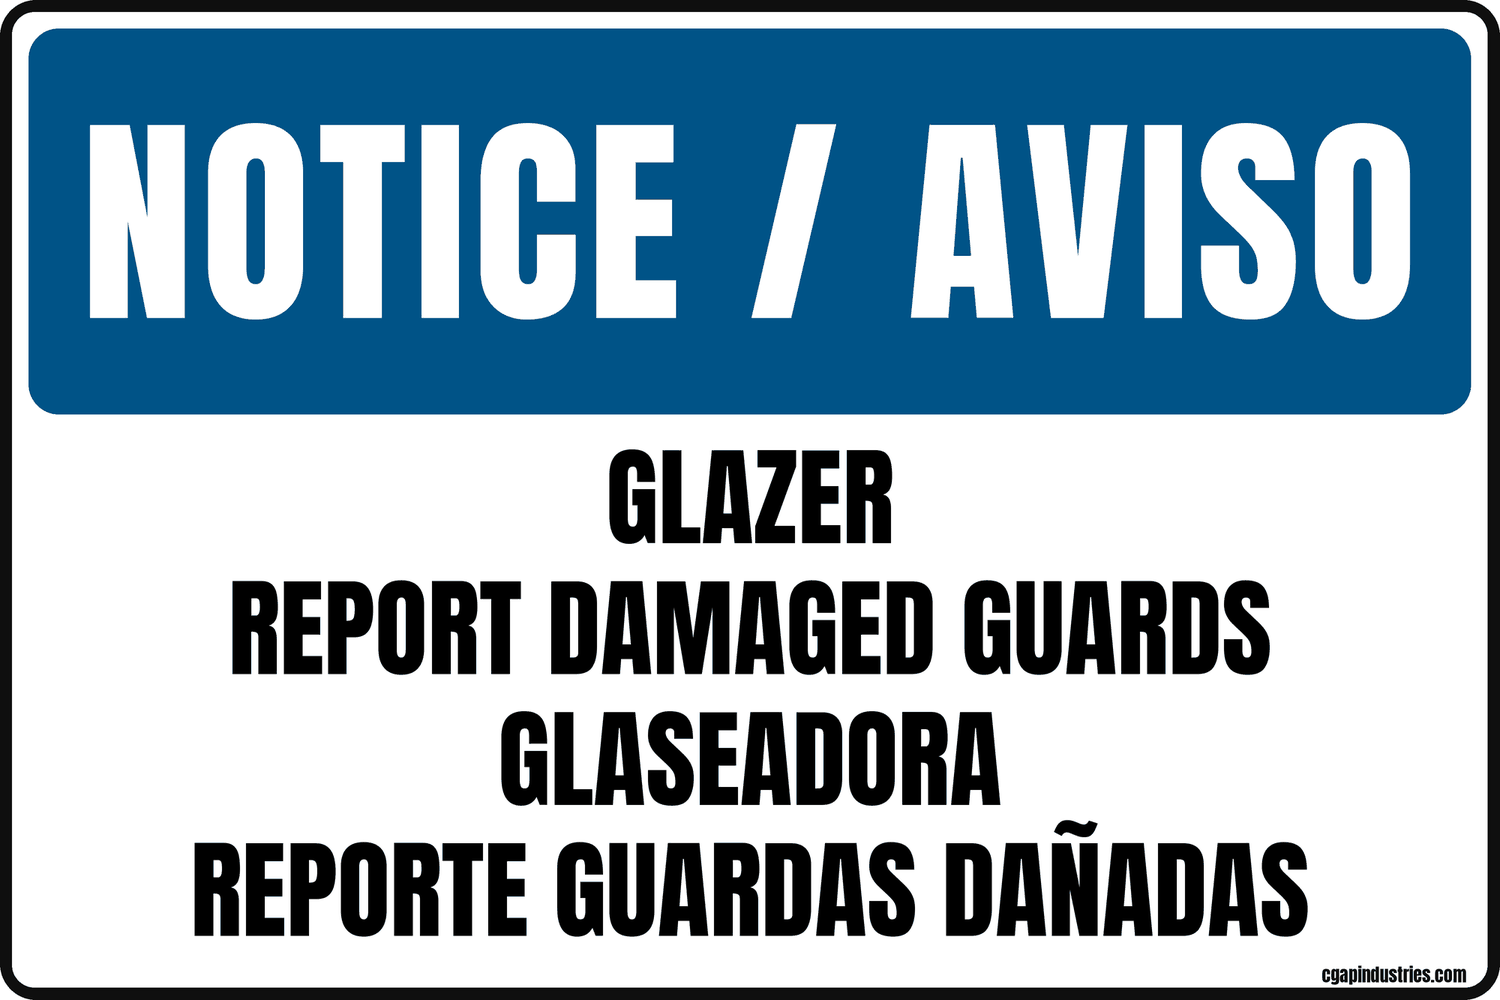 NOTICE / AVISO
GLAZER
REPORT DAMAGED GUARDS
GLASEADORA
REPORTE GUARDAS DAÑADAS
cgapindustries.com